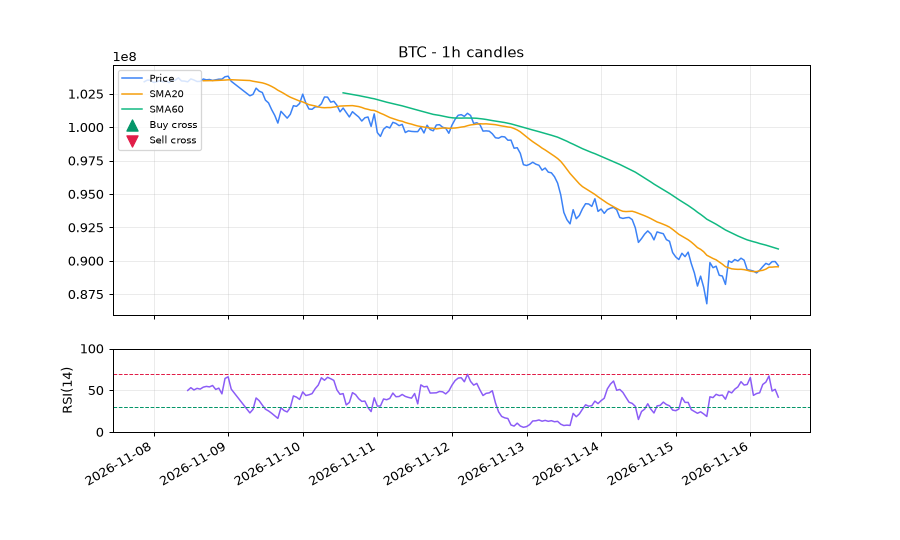 BTC - 1h candles
1e8
Price
SMA20
SMA60
Buy cross
Sell cross
1.025
1.000
0.975
0.950
0.925
0.900
0.875
RSI(14)
100
50
0
2026-11-08
2026-11-09
2026-11-10
2026-11-11
2026-11-12
2026-11-13
2026-11-14
2026-11-15
2026-11-16